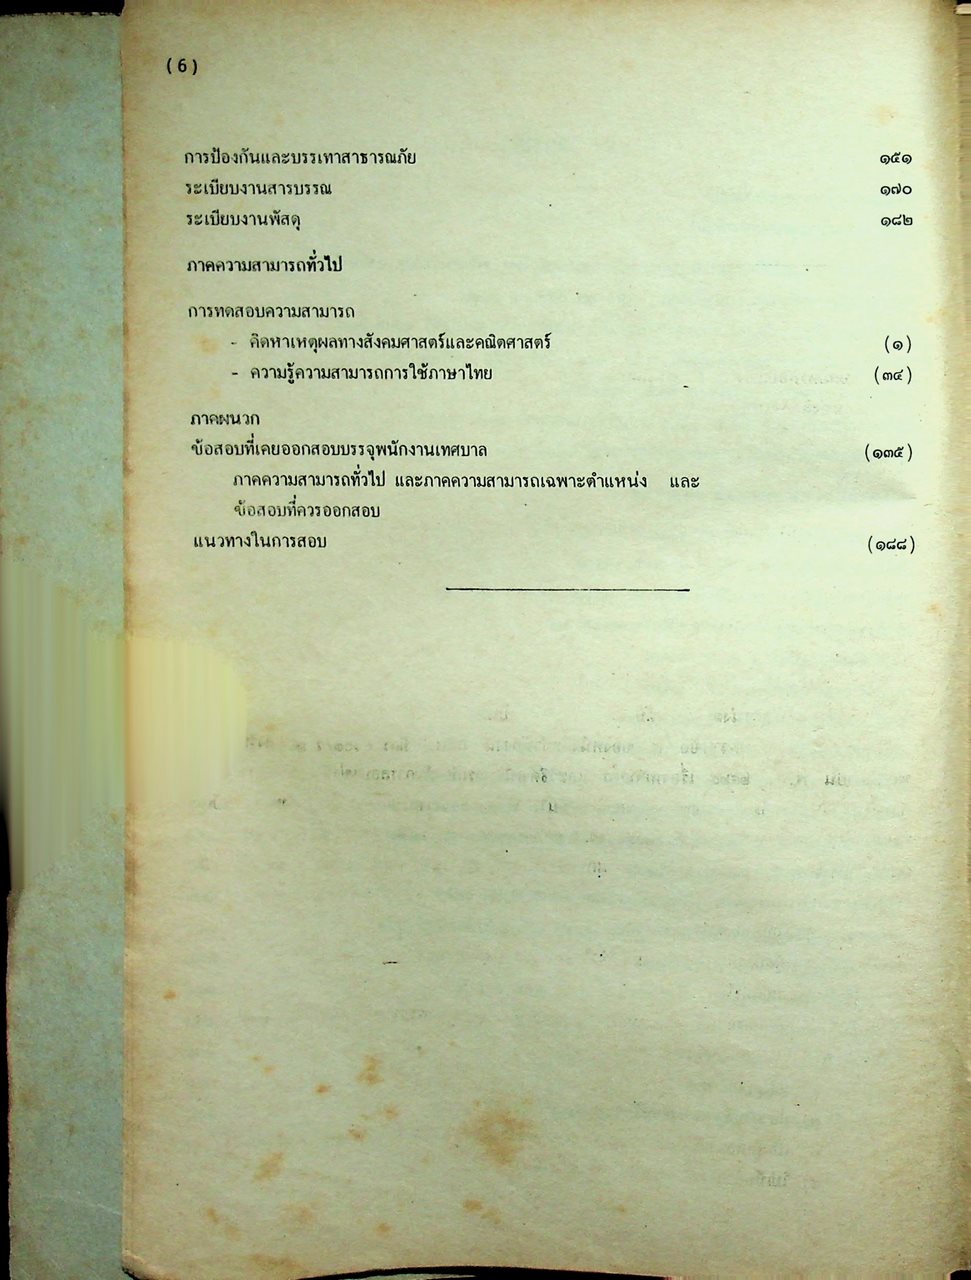 (6)
การป้องกันและบรรเทาสาธารณภัย ๑๕๑
ระเบียบงานสารบรรณ ๑๗๐
ระเบียบงานพัสดุ ๑๘๒
ภาคความสามารถทั่วไป
การทดสอบความสามารถ
- คิดหาเหตุผลทางสังคมศาสตร์และคณิตศาสตร์ (๑)
- ความรู้ความสามารถการใช้ภาษาไทย (๓๔)
ภาคผนวก
ข้อสอบที่เคยออกสอบบรรจุพนักงานเทศบาล (๑๓๕)
ภาคความสามารถทั่วไป และภาคความสามารถเฉพาะตำแหน่ง และ
ข้อสอบที่ควรออกสอบ
แนวทางในการสอบ (๑๘๘)